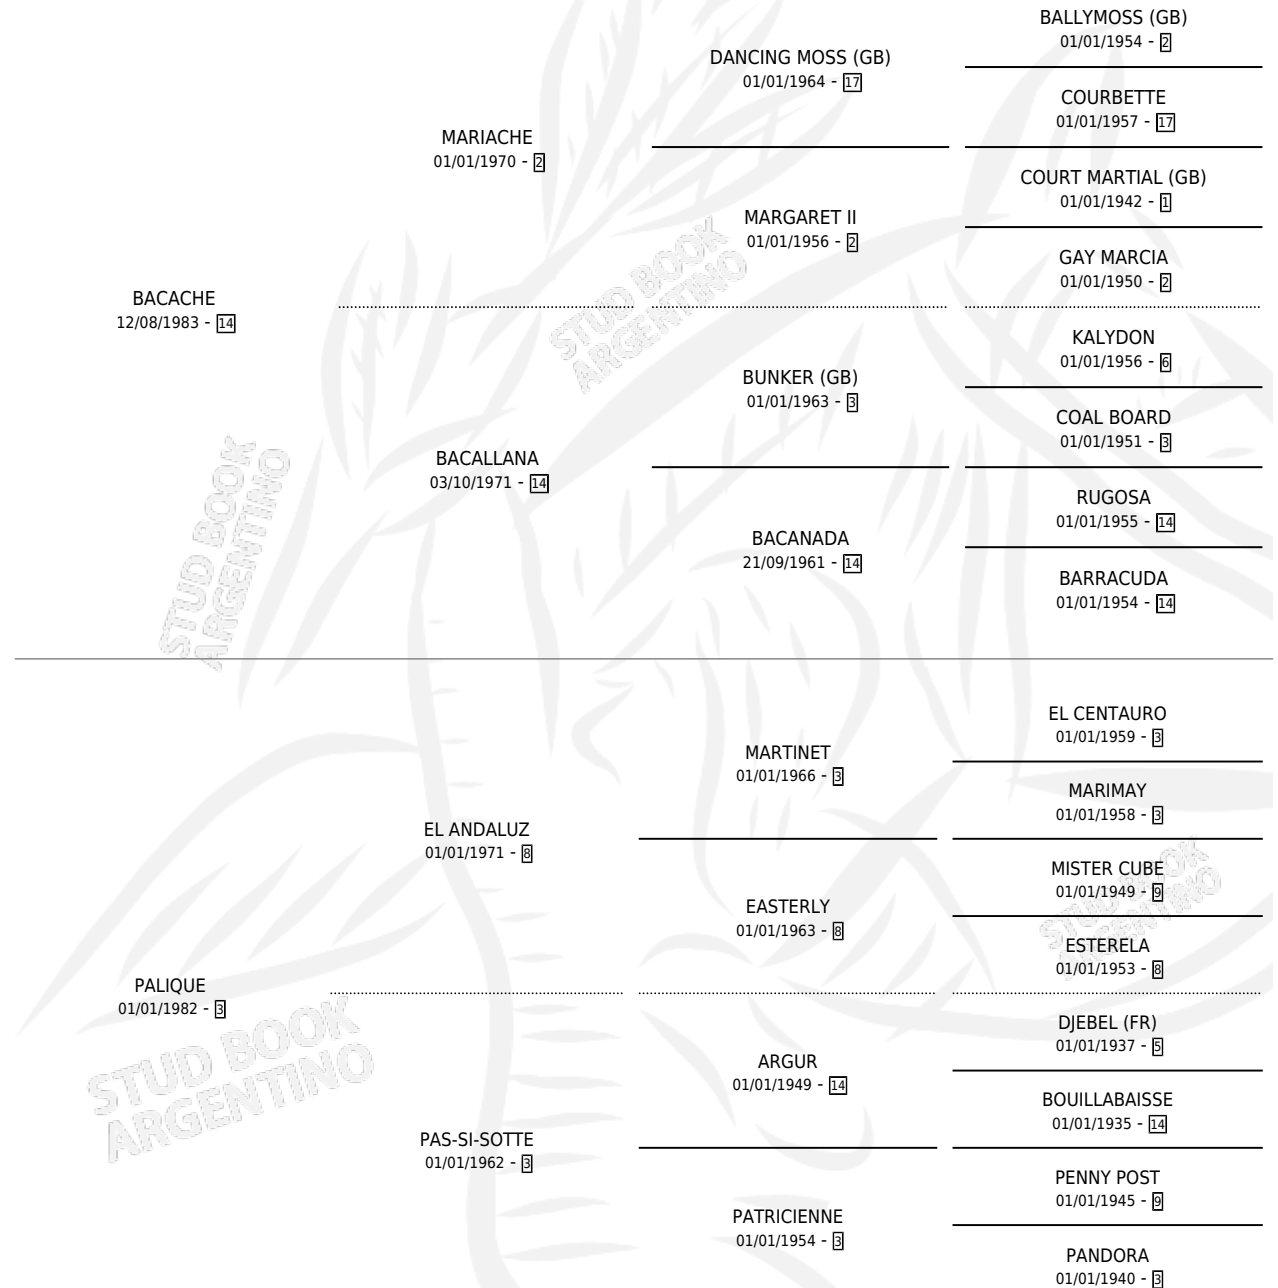 BACACHE
12/08/1983 - 14
MARIACHE
01/01/1970 - 2
DANCING MOSS (GB)
01/01/1964 - 17
BALLYMOSS (GB)
01/01/1954 - 2
COURBETTE
01/01/1957 - 17
MARGARET II
01/01/1956 - 2
COURT MARTIAL (GB)
01/01/1942 - 1
GAY MARCIA
01/01/1950 - 2
BACALLANA
03/10/1971 - 14
BUNKER (GB)
01/01/1963 - 3
KALYDON
01/01/1956 - 6
COAL BOARD
01/01/1951 - 3
BACANADA
21/09/1961 - 14
RUGOSA
01/01/1955 - 14
BARRACUDA
01/01/1954 - 14
PALIQUE
01/01/1982 - 3
EL ANDALUZ
01/01/1971 - 8
MARTINET
01/01/1966 - 3
EL CENTAURO
01/01/1959 - 3
MARIMAY
01/01/1958 - 3
EASTERLY
01/01/1963 - 8
MISTER CUBE
01/01/1949 - 9
ESTERELA
01/01/1953 - 8
PAS-SI-SOTTE
01/01/1962 - 3
ARGUR
01/01/1949 - 14
DJEBEL (FR)
01/01/1937 - 5
BOUILLABAISSE
01/01/1935 - 14
PATRICIENNE
01/01/1954 - 3
PENNY POST
01/01/1945 - 9
PANDORA
01/01/1940 - 3
STUD BOOK
ARGENTINO
STUD BOOK
ARGENTINO
STUD BOOK
ARGENTINO
STUD BOOK
ARGENTINO